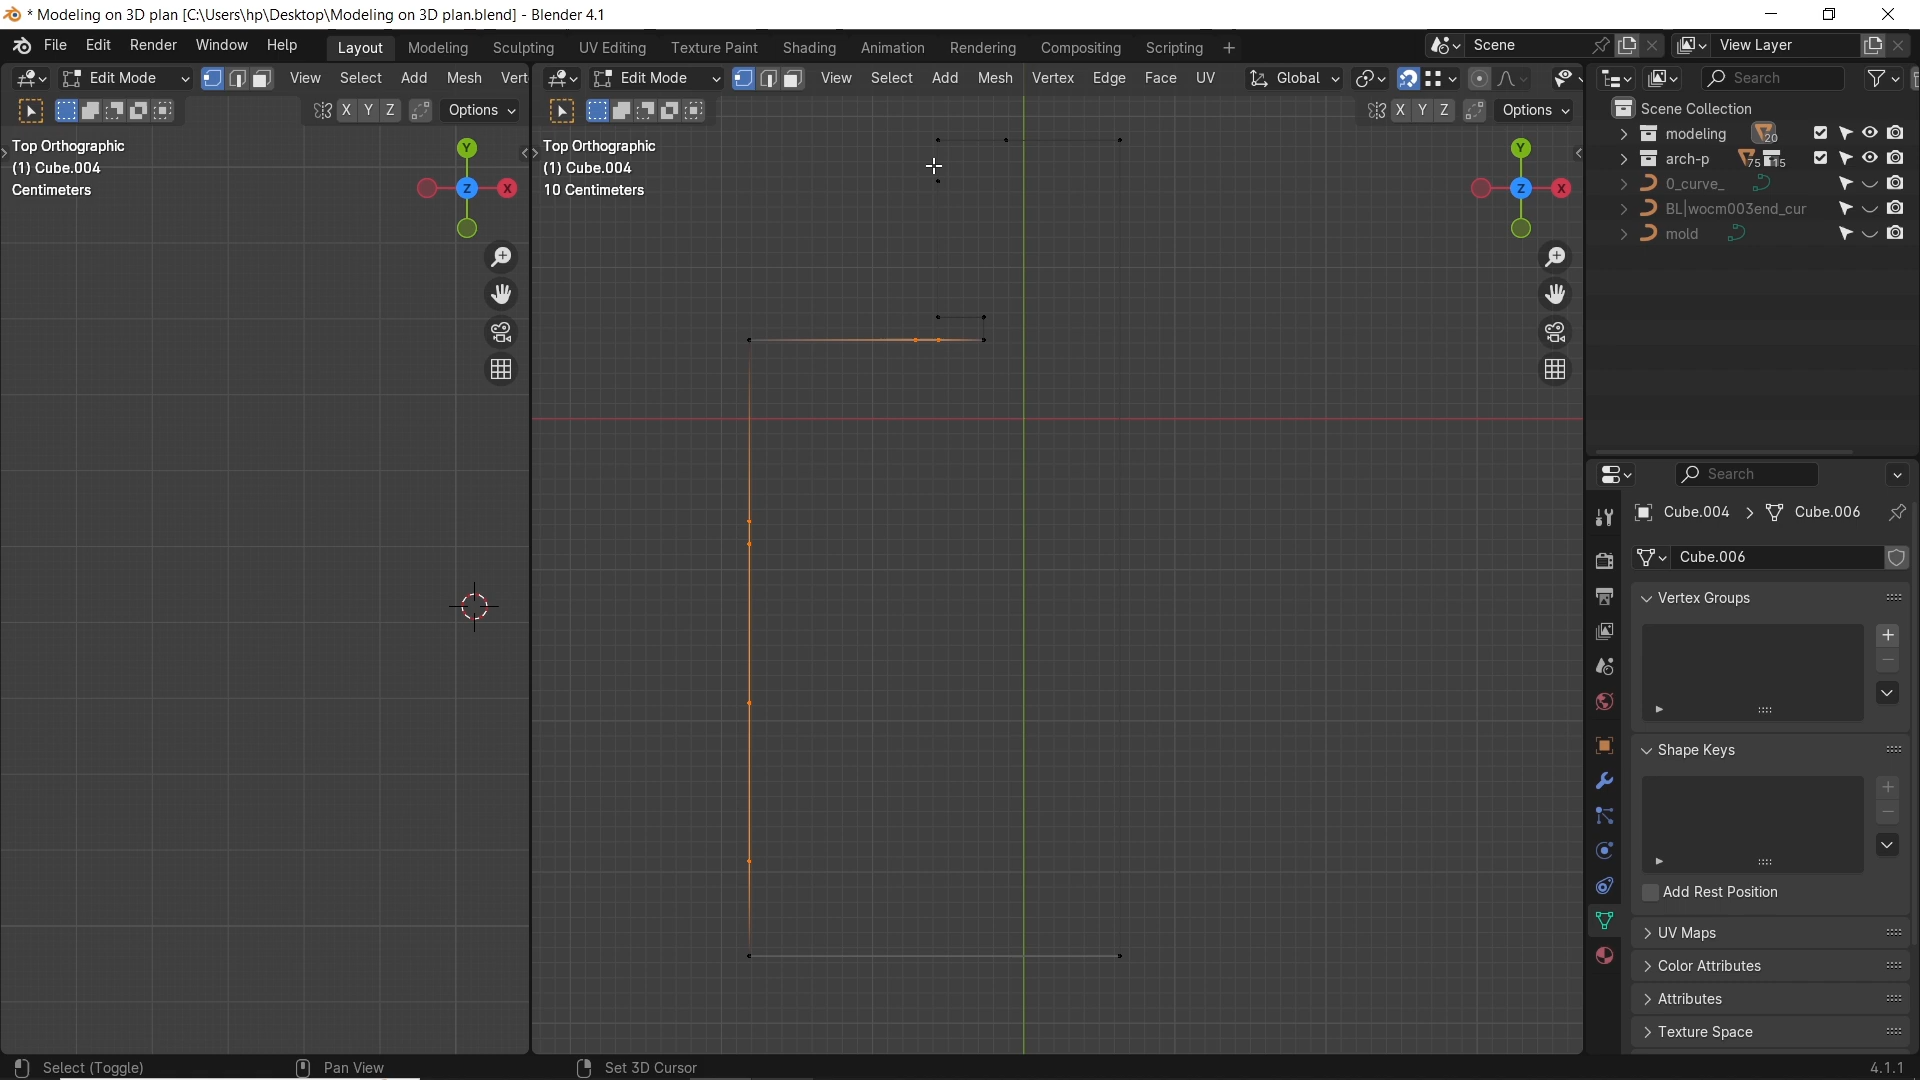 * Modeling on 3D plan [C:\Users\hp\Desktop\Modeling on 3D plan.blend] - Blender 4.1
File Edit Render Window Help Layout Modeling Sculpting UV Editing Texture Paint Shading Animation Rendering Compositing Scripting + Scene View Layer
Edit Mode View Select Add Mesh Vert
Edit Mode View Select Add Mesh Vertex Edge Face UV Global
Search
X Y Z Options
X Y Z Options
Top Orthographic
(1) Cube.004
Centimeters
Y
Z
X
Top Orthographic
(1) Cube.004
10 Centimeters
Y
Z
X
Scene Collection
modeling 20
arch-p 75 15
0_curve_
BL|wocm003end_cur
mold
Search
Cube.004 > Cube.006
Cube.006
Vertex Groups
Shape Keys
Add Rest Position
UV Maps
Color Attributes
Attributes
Texture Space
Select (Toggle) Pan View Set 3D Cursor 4.1.1